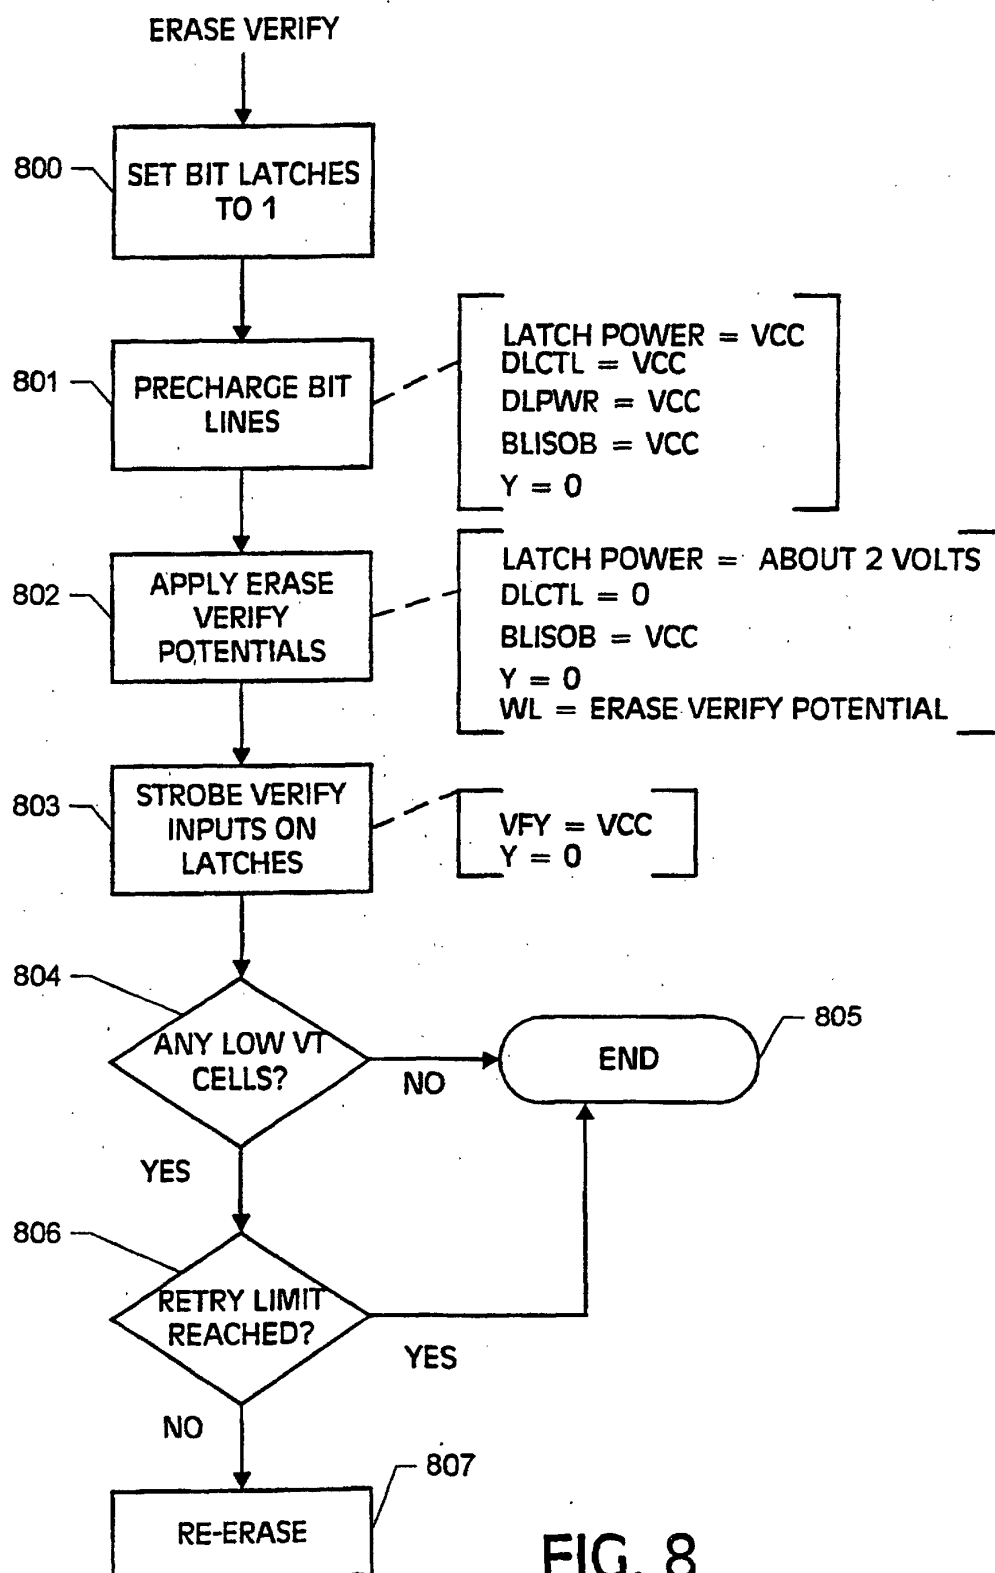 ERASE VERIFY
800
SET BIT LATCHES
TO 1
801
PRECHARGE BIT
LINES
LATCH POWER = VCC
DLCTL = VCC
DLPWR = VCC
BLISOB = VCC
Y = 0
802
APPLY ERASE
VERIFY
POTENTIALS
LATCH POWER = ABOUT 2 VOLTS
DLCTL = 0
BLISOB = VCC
Y = 0
WL = ERASE VERIFY POTENTIAL
803
STROBE VERIFY
INPUTS ON
LATCHES
VFY = VCC
Y = 0
804
ANY LOW VT
CELLS?
NO
END
805
YES
806
RETRY LIMIT
REACHED?
YES
NO
807
RE-ERASE
FIG. 8